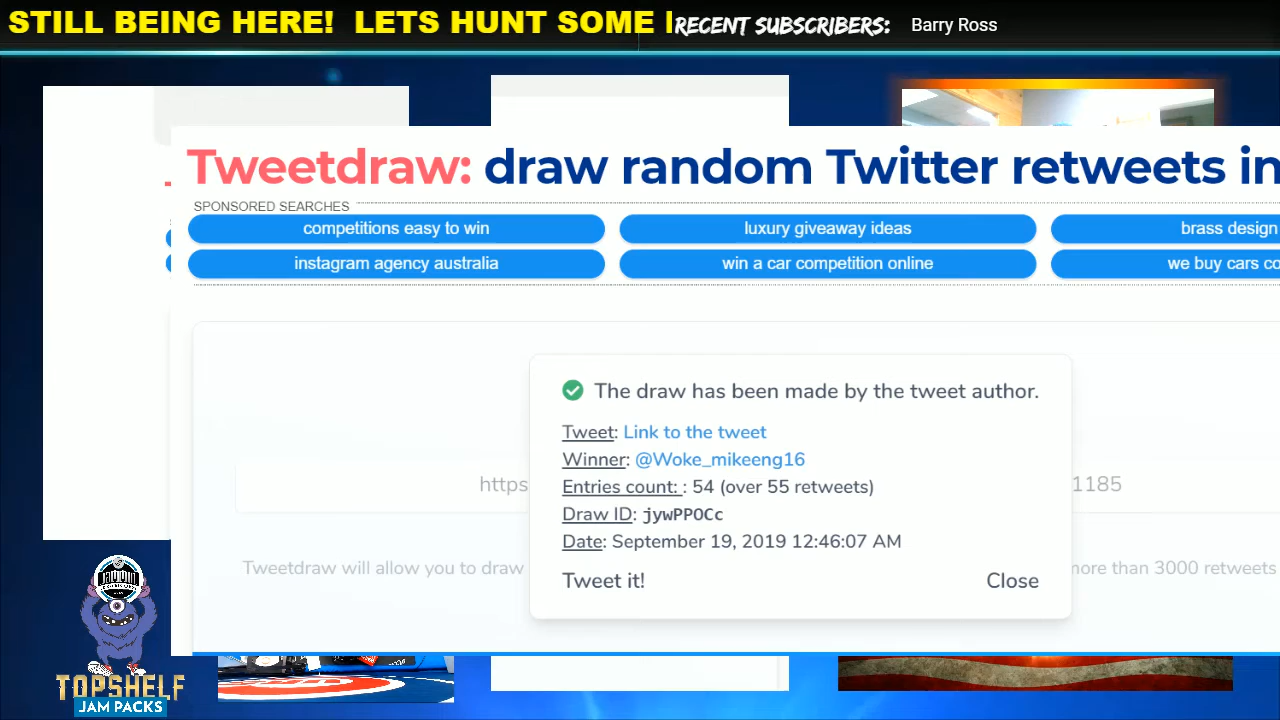 STILL BEING HERE!  LETS HUNT SOME
RECENT SUBSCRIBERS: Barry Ross
Tweetdraw: draw random Twitter retweets in
SPONSORED SEARCHES
competitions easy to win
luxury giveaway ideas
brass design
instagram agency australia
win a car competition online
we buy cars co
The draw has been made by the tweet author.
Tweet: Link to the tweet
Winner: @Woke_mikeeng16
https
Entries count: : 54 (over 55 retweets)
1185
Draw ID: jywPPOCc
Date: September 19, 2019 12:46:07 AM
Tweetdraw will allow you to draw
more than 3000 retweets
Tweet it!
Close
TOPSHELF
JAM PACKS